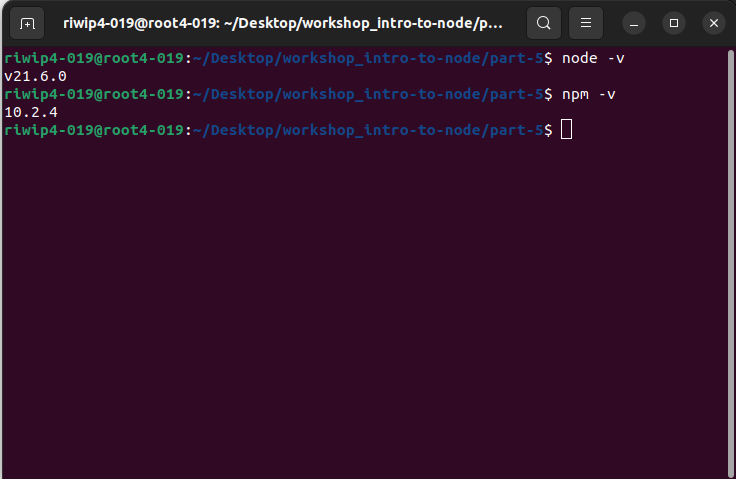 riwip4-019@root4-019: ~/Desktop/workshop_intro-to-node/p...
riwip4-019@root4-019:~/Desktop/workshop_intro-to-node/part-5$ node -v
v21.6.0
riwip4-019@root4-019:~/Desktop/workshop_intro-to-node/part-5$ npm -v
10.2.4
riwip4-019@root4-019:~/Desktop/workshop_intro-to-node/part-5$